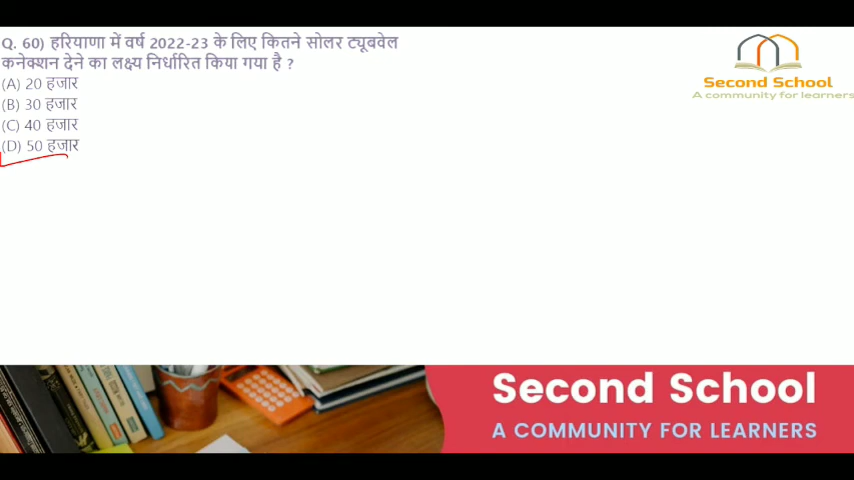 Q. 60) हरियाणा में वर्ष 2022-23 के लिए कितने सोलर ट्यूबवेल
कनेक्शन देने का लक्ष्य निर्धारित किया गया है ?
(A) 20 हजार
(B) 30 हजार
(C) 40 हजार
(D) 50 हजार
Second School
A community for learners
Second School
A COMMUNITY FOR LEARNERS